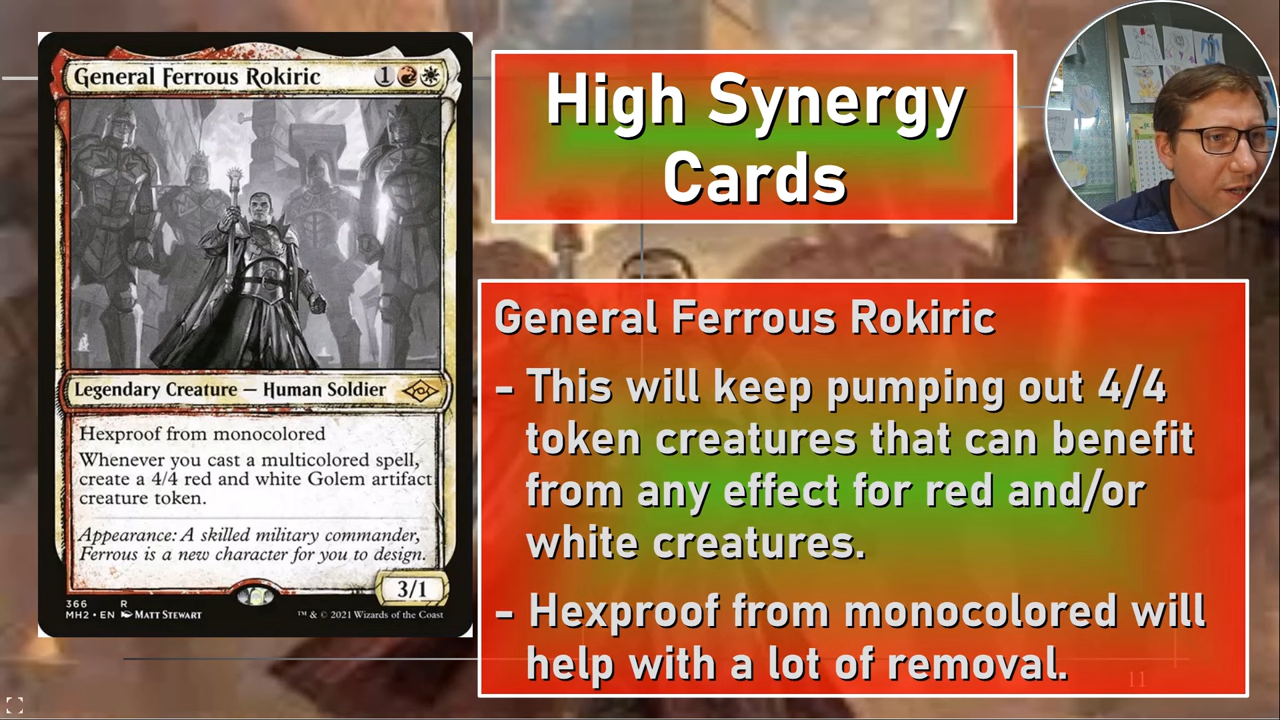 General Ferrous Rokiric 1
Legendary Creature — Human Soldier
Hexproof from monocolored
Whenever you cast a multicolored spell,
create a 4/4 red and white Golem artifact
creature token.
Appearance: A skilled military commander,
Ferrous is a new character for you to design.
3/1
366 R
MH2 • EN MATT STEWART ™ & © 2021 Wizards of the Coast
High Synergy
Cards
General Ferrous Rokiric
- This will keep pumping out 4/4
token creatures that can benefit
from any effect for red and/or
white creatures.
- Hexproof from monocolored will
help with a lot of removal.
11